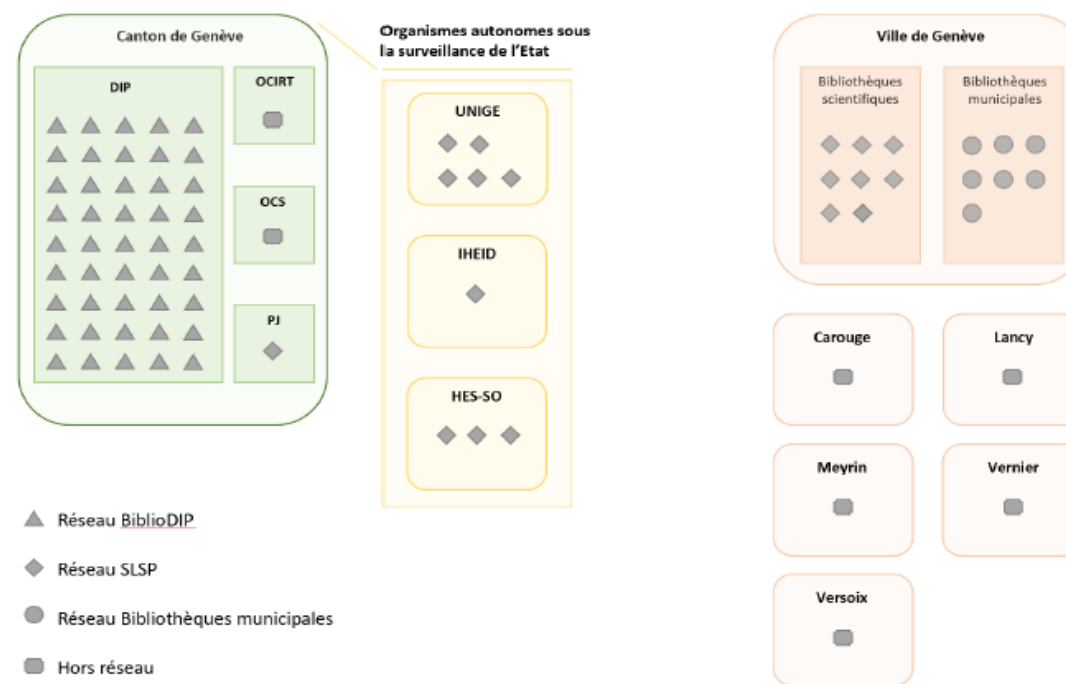 Canton de Genève
DIP
OCIRT
OCS
PJ
Organismes autonomes sous
la surveillance de l’Etat
UNIGE
IHEID
HES-SO
Ville de Genève
Bibliothèques
scientifiques
Bibliothèques
municipales
Carouge
Lancy
Meyrin
Vernier
Versoix
Réseau BiblioDIP
Réseau SLSP
Réseau Bibliothèques municipales
Hors réseau